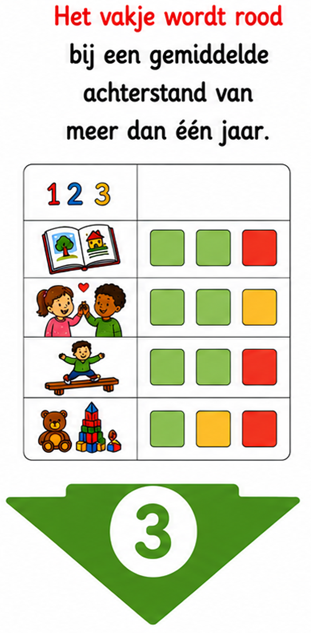 Het vakje wordt rood
bij een gemiddelde
achterstand van
meer dan één jaar.
1 2 3
3